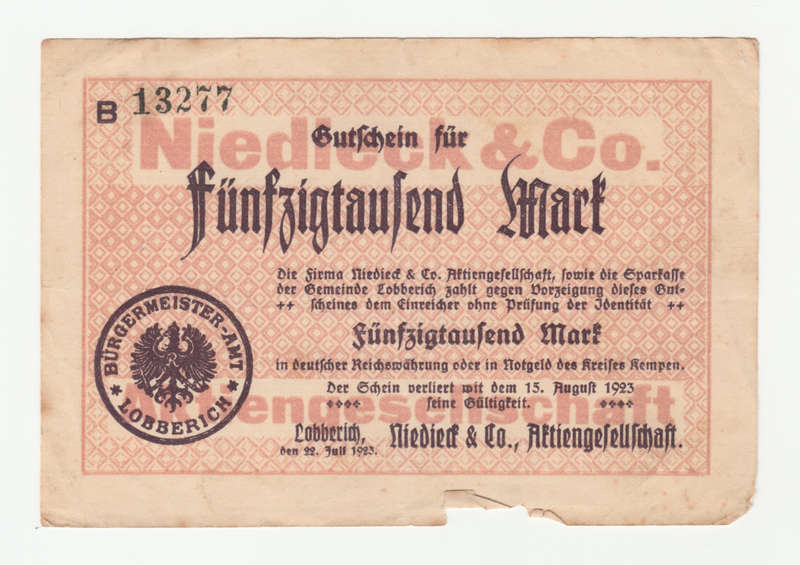 B 13277
Niedieck & Co.
Gutschein für
Fünfzigtausend Mark
Die Firma Niedieck & Co. Aktiengesellschaft, sowie die Sparkasse
der Gemeinde Lobberich zahlt gegen Vorzeigung dieses Gut-
++ scheines dem Einreicher ohne Prüfung der Identität ++
Fünfzigtausend Mark
in deutscher Reichswährung oder in Notgeld des Kreises Kempen.
Der Schein verliert mit dem 15. August 1923
seine Gültigkeit.
Aktiengesellschaft
Lobberich, Niedieck & Co., Aktiengesellschaft.
den 22. Juli 1923.
BÜRGERMEISTER-AMT
* LOBBERICH *